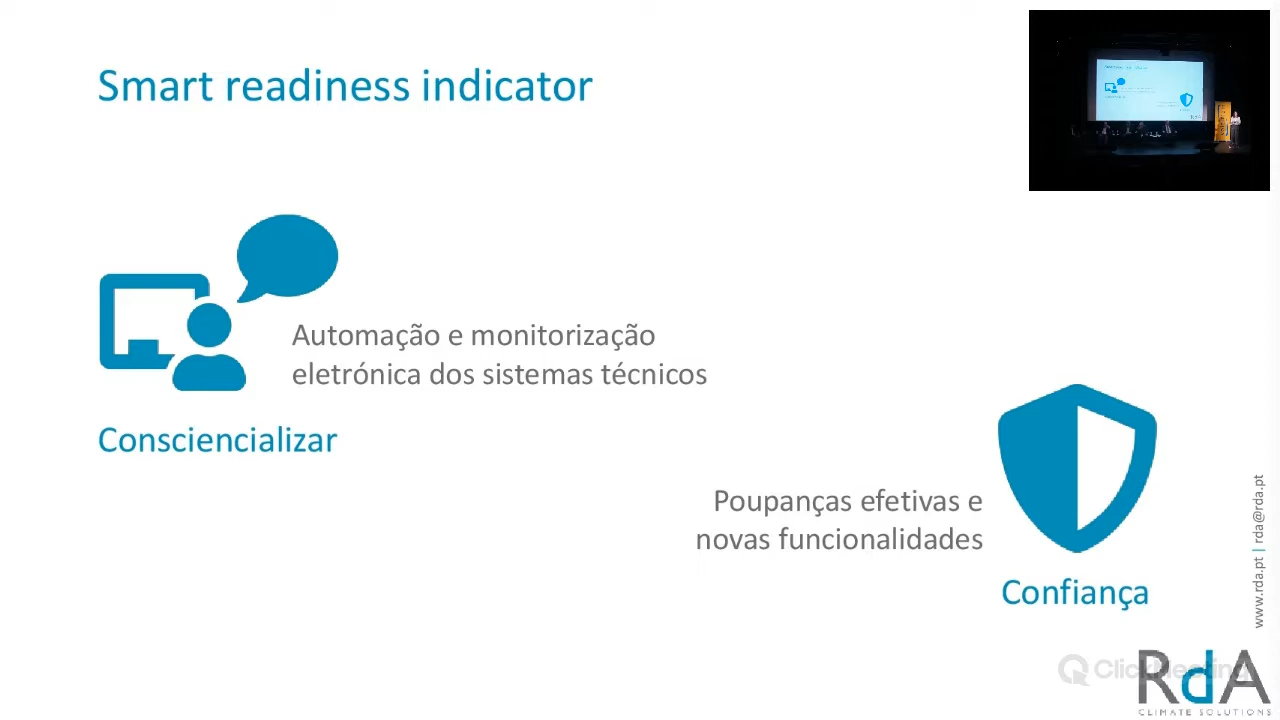 Smart readiness indicator
Automação e monitorização
eletrónica dos sistemas técnicos
Consciencializar
Poupanças efetivas e
novas funcionalidades
Confiança
www.rda.pt | rda@rda.pt
ClickMeeting
RdA
CLIMATE SOLUTIONS